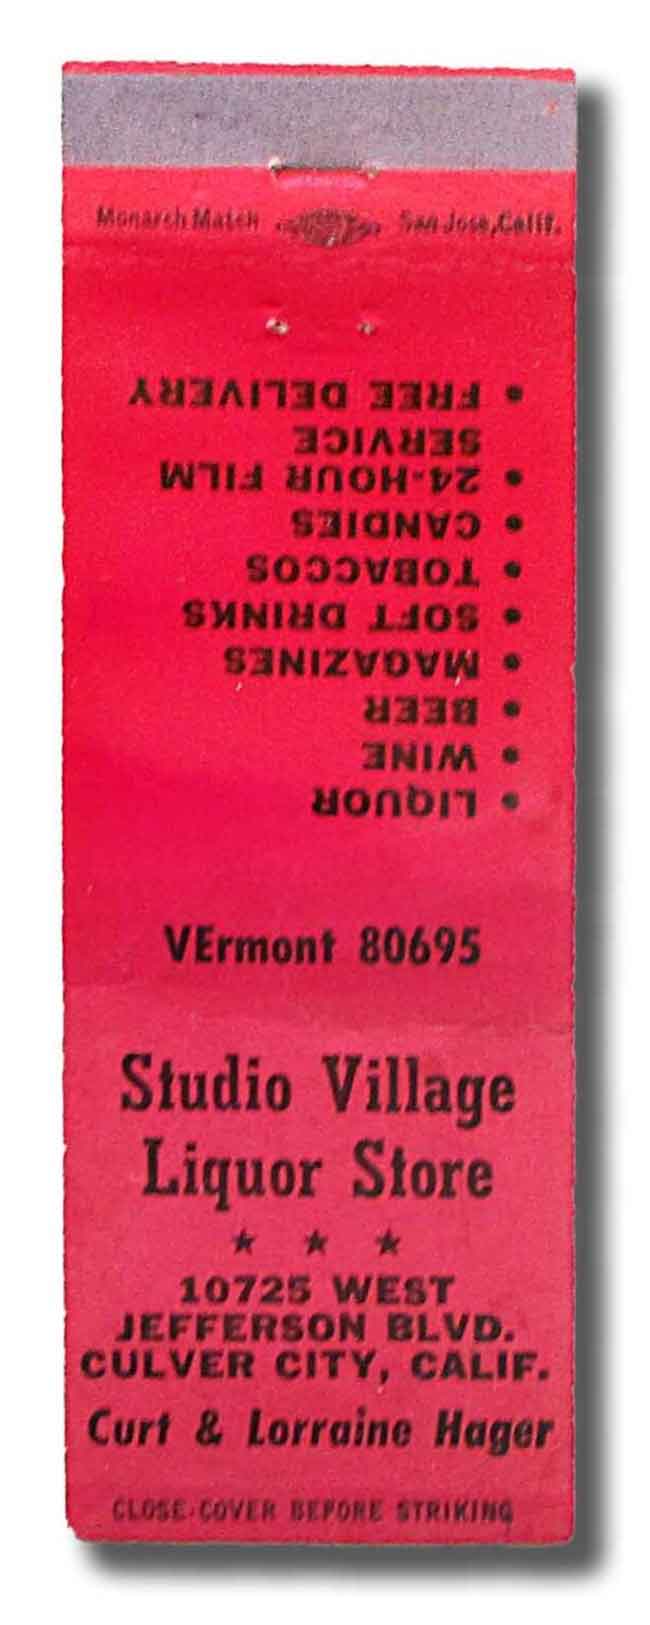 Monarch Match San Jose, Calif.
• LIQUOR
• WINE
• BEER
• MAGAZINES
• SOFT DRINKS
• TOBACCOS
• CANDIES
• 24-HOUR FILM
SERVICE
• FREE DELIVERY
VErmont 80695
Studio Village
Liquor Store
★ ★ ★
10725 WEST
JEFFERSON BLVD.
CULVER CITY, CALIF.
Curt & Lorraine Hager
CLOSE COVER BEFORE STRIKING